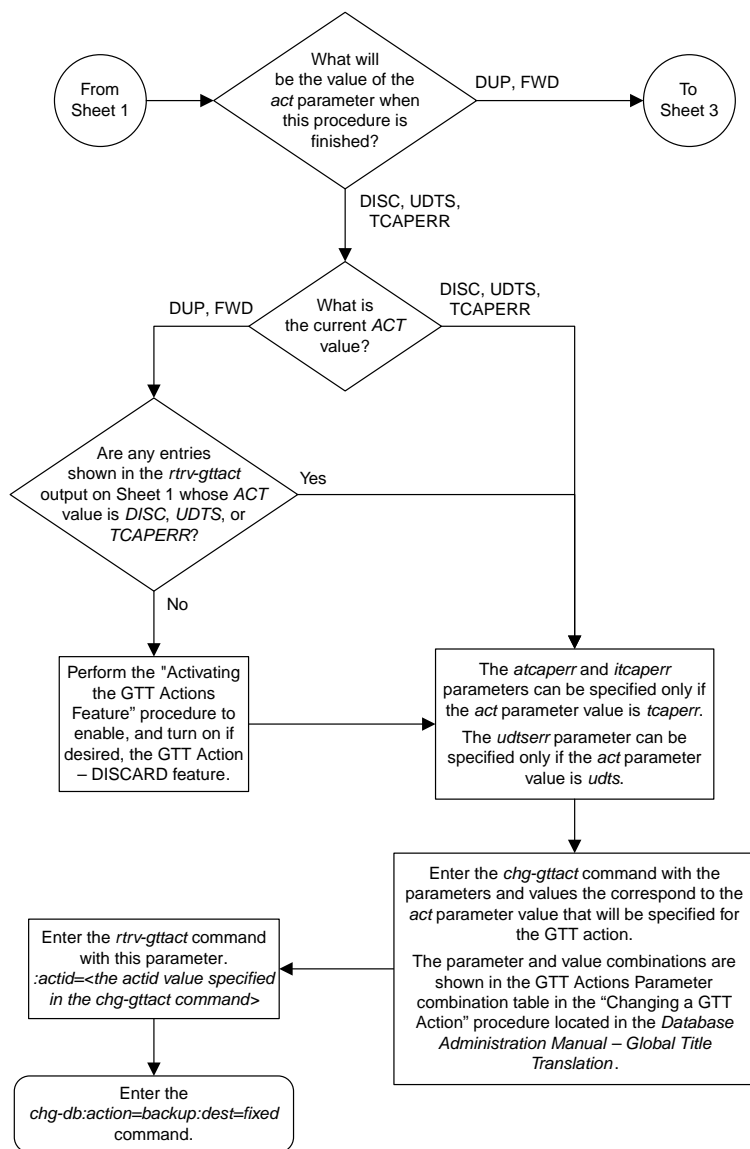 From
Sheet 1
What will
be the value of the
act parameter when
this procedure is
finished?
DUP, FWD
To
Sheet 3
DISC, UDTS,
TCAPERR
What is
the current ACT
value?
DUP, FWD
DISC, UDTS,
TCAPERR
Are any entries
shown in the rtrv-gttact
output on Sheet 1 whose ACT
value is DISC, UDTS, or
TCAPERR?
Yes
No
Perform the "Activating
the GTT Actions
Feature” procedure to
enable, and turn on if
desired, the GTT Action
– DISCARD feature.
The atcaperr and itcaperr
parameters can be specified only if
the act parameter value is tcaperr.
The udtserr parameter can be
specified only if the act parameter
value is udts.
Enter the chg-gttact command with the
parameters and values the correspond to the
act parameter value that will be specified for
the GTT action.
The parameter and value combinations are
shown in the GTT Actions Parameter
combination table in the “Changing a GTT
Action” procedure located in the Database
Administration Manual – Global Title
Translation.
Enter the rtrv-gttact command
with this parameter.
:actid=<the actid value specified
in the chg-gttact command>
Enter the
chg-db:action=backup:dest=fixed
command.